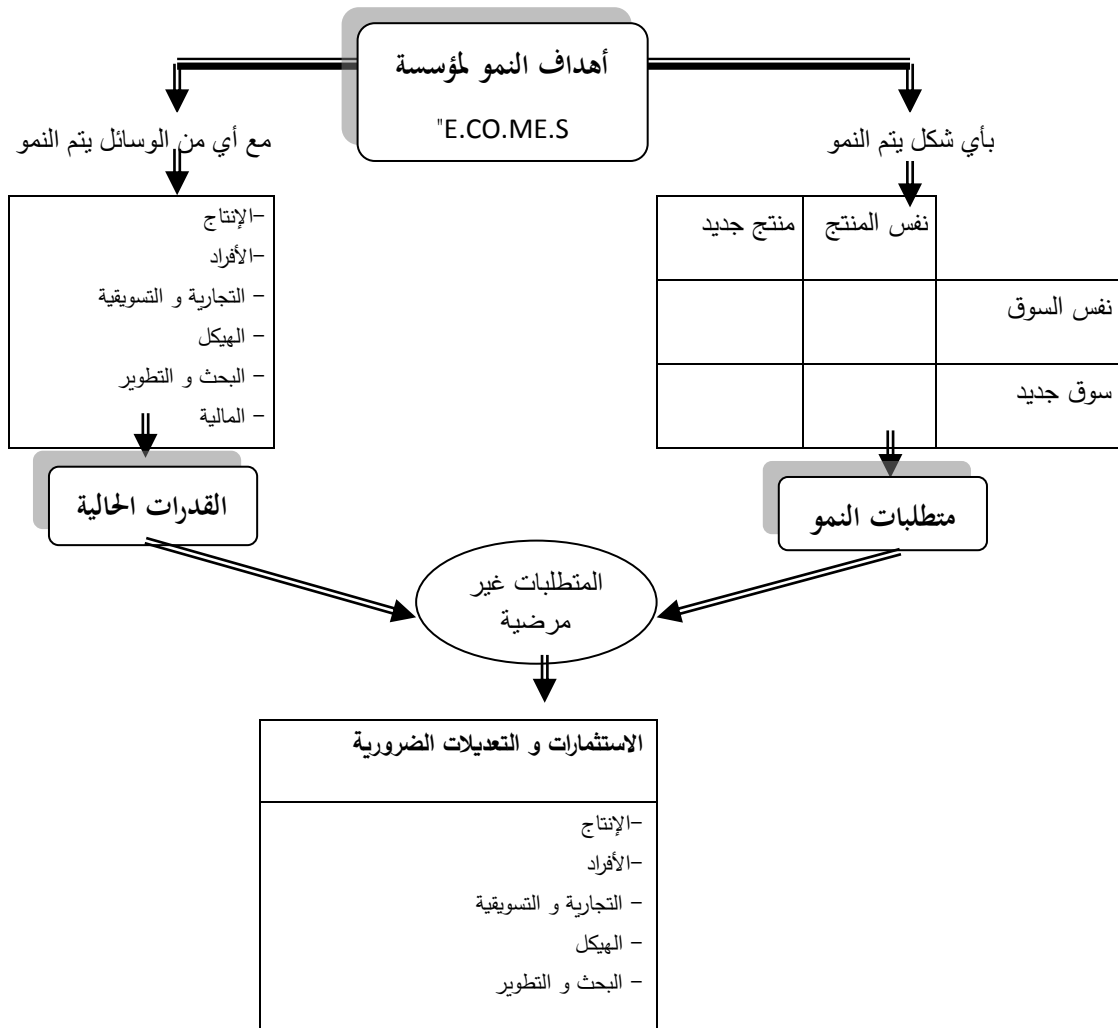 أهداف النمو لمؤسسة
"E.CO.ME.S
بأي شكل يتم النمو
مع أي من الوسائل يتم النمو
نفس المنتج
منتج جديد
نفس السوق
سوق جديد
-الإنتاج
-الأفراد
- التجارية و التسويقية
- الهيكل
- البحث و التطوير
- المالية
متطلبات النمو
القدرات الحالية
المتطلبات غير
مرضية
الاستثمارات و التعديلات الضرورية
-الإنتاج
-الأفراد
- التجارية و التسويقية
- الهيكل
- البحث و التطوير